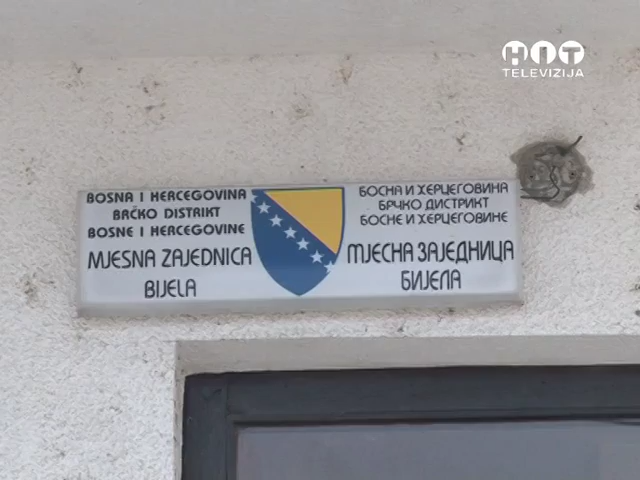 HIT
TELEVIZIJA
BOSNA I HERCEGOVINA
BRČKO DISTRIKT
BOSNE I HERCEGOVINE
MJESNA ZAJEDNICA
BIJELA
БОСНА И ХЕРЦЕГОВИНА
БРЧКО ДИСТРИКТ
БОСНЕ И ХЕРЦЕГОВИНЕ
МЈЕСНА ЗАЈЕДНИЦА
БИЈЕЛА